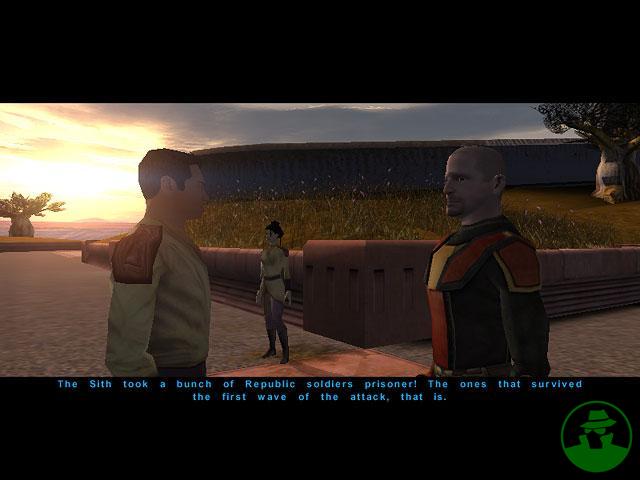 The Sith took a bunch of Republic soldiers prisoner! The ones that survived
the first wave of the attack, that is.